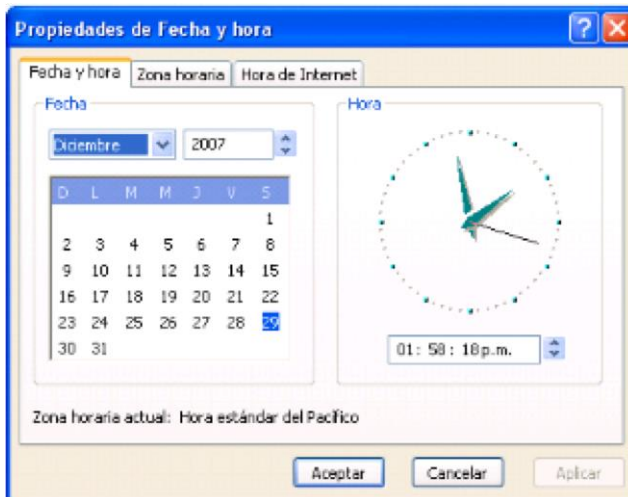 Propiedades de Fecha y hora
Fecha y hora Zona horaria Hora de Internet
Fecha
Hora
Diciembre 2007
D L M M J V S
1
2 3 4 5 6 7 8
9 10 11 12 13 14 15
16 17 18 19 20 21 22
23 24 25 26 27 28 29
30 31
01: 58: 18p.m.
Zona horaria actual: Hora estándar del Pacífico
Aceptar Cancelar Aplicar